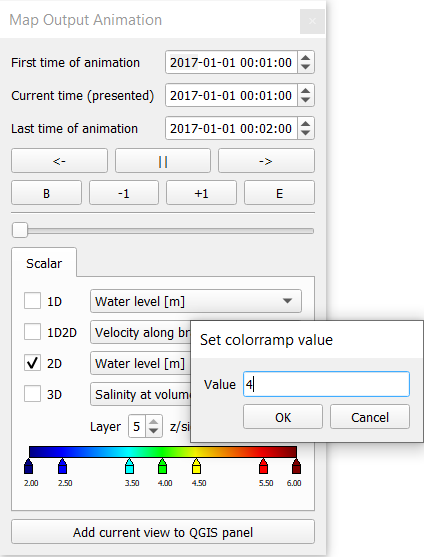 Map Output Animation
First time of animation 2017-01-01 00:01:00
Current time (presented) 2017-01-01 00:01:00
Last time of animation 2017-01-01 00:02:00
<- || ->
B -1 +1 E
Scalar
1D Water level [m]
1D2D Velocity along br
2D Water level [m]
3D Salinity at volum
Layer 5 z/si
2.00 2.50 3.50 4.00 4.50 5.50 6.00
Add current view to QGIS panel
Set colorramp value
Value 4
OK Cancel